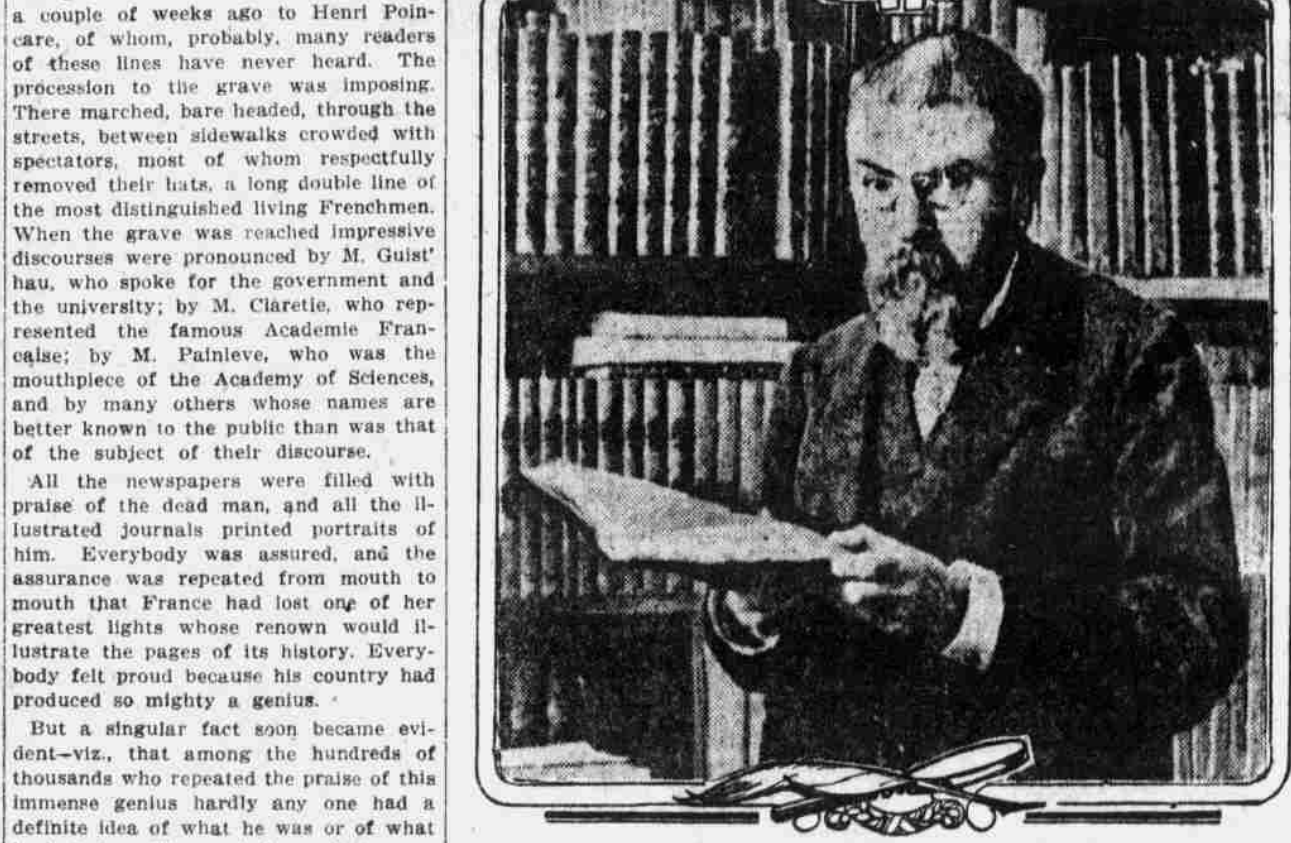 a couple of weeks ago to Henri Poin-
care, of whom, probably, many readers
of these lines have never heard. The
procession to the grave was imposing.
There marched, bare headed, through the
streets, between sidewalks crowded with
spectators, most of whom respectfully
removed their hats, a long double line of
the most distinguished living Frenchmen.
When the grave was reached impressive
discourses were pronounced by M. Guist'
hau, who spoke for the government and
the university; by M. Claretie, who rep-
resented the famous Academie Fran-
caise; by M. Painleve, who was the
mouthpiece of the Academy of Sciences,
and by many others whose names are
better known to the public than was that
of the subject of their discourse.
All the newspapers were filled with
praise of the dead man, and all the il-
lustrated journals printed portraits of
him. Everybody was assured, and the
assurance was repeated from mouth to
mouth that France had lost one of her
greatest lights whose renown would il-
lustrate the pages of its history. Every-
body felt proud because his country had
produced so mighty a genius.
But a singular fact soon became evi-
dent—viz., that among the hundreds of
thousands who repeated the praise of this
immense genius hardly any one had a
definite idea of what he was or of what